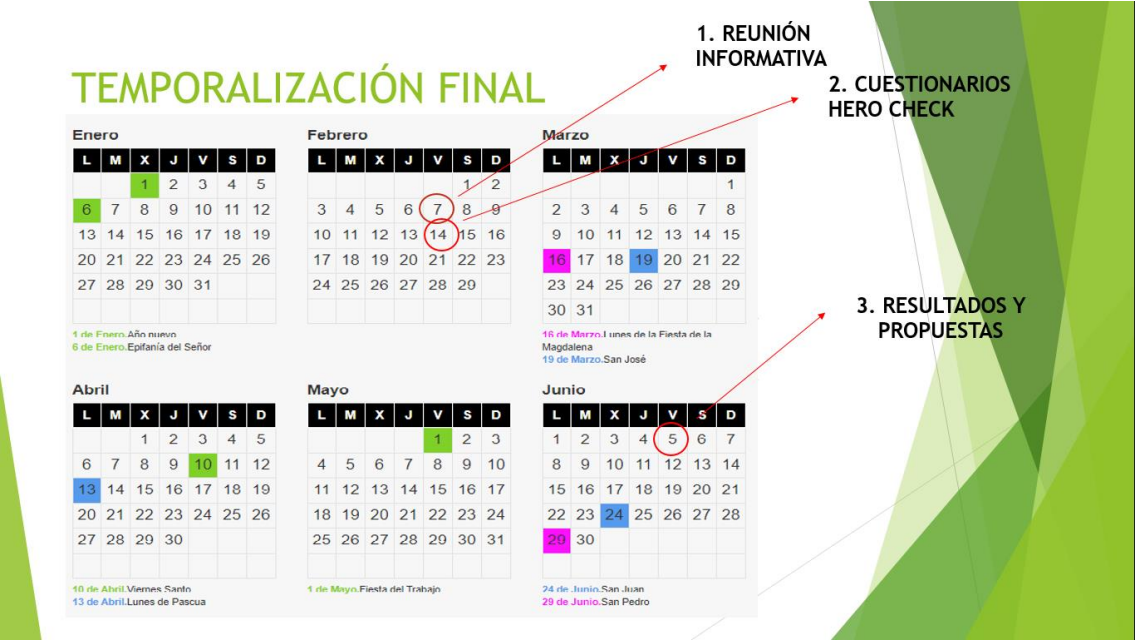 1. REUNIÓN
INFORMATIVA
TEMPORALIZACIÓN FINAL
2. CUESTIONARIOS
HERO CHECK
Enero
L M X J V S D
1 2 3 4 5
6 7 8 9 10 11 12
13 14 15 16 17 18 19
20 21 22 23 24 25 26
27 28 29 30 31
1 de Enero.Año nuevo
6 de Enero.Epifanía del Señor
Febrero
L M X J V S D
1 2
3 4 5 6 7 8 9
10 11 12 13 14 15 16
17 18 19 20 21 22 23
24 25 26 27 28 29
Marzo
L M X J V S D
1
2 3 4 5 6 7 8
9 10 11 12 13 14 15
16 17 18 19 20 21 22
23 24 25 26 27 28 29
30 31
16 de Marzo.Lunes de la Fiesta de la
Magdalena
19 de Marzo.San José
3. RESULTADOS Y
PROPUESTAS
Abril
L M X J V S D
1 2 3 4 5
6 7 8 9 10 11 12
13 14 15 16 17 18 19
20 21 22 23 24 25 26
27 28 29 30
10 de Abril.Viernes Santo
13 de Abril.Lunes de Pascua
Mayo
L M X J V S D
1 2 3
4 5 6 7 8 9 10
11 12 13 14 15 16 17
18 19 20 21 22 23 24
25 26 27 28 29 30 31
1 de Mayo.Fiesta del Trabajo
Junio
L M X J V S D
1 2 3 4 5 6 7
8 9 10 11 12 13 14
15 16 17 18 19 20 21
22 23 24 25 26 27 28
29 30
24 de Junio.San Juan
29 de Junio.San Pedro